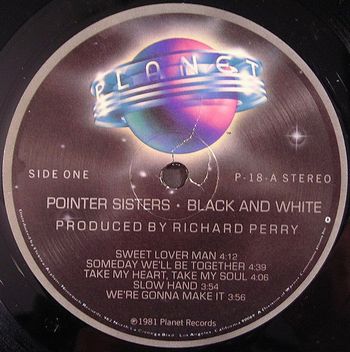 PLANET
SIDE ONE
P-18-A STEREO
POINTER SISTERS • BLACK AND WHITE
PRODUCED BY RICHARD PERRY
SWEET LOVER MAN 4:12
SOMEDAY WE'LL BE TOGETHER 4:39
TAKE MY HEART, TAKE MY SOUL 4:06
SLOW HAND 3:54
WE'RE GONNA MAKE IT 3:56
℗1981 Planet Records